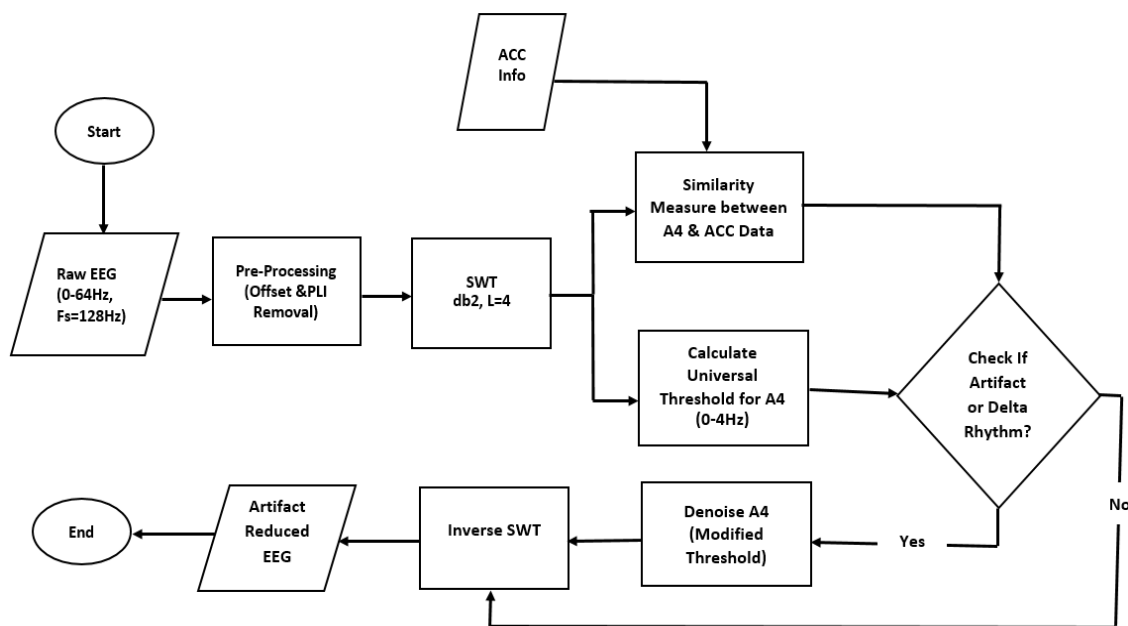 ACC
Info
Start
Raw EEG
(0-64Hz,
Fs=128Hz)
Pre-Processing
(Offset &PLI
Removal)
SWT
db2, L=4
Similarity
Measure between
A4 & ACC Data
Calculate
Universal
Threshold for A4
(0-4Hz)
Check If
Artifact
or Delta
Rhythm?
No
Yes
Denoise A4
(Modified
Threshold)
Inverse SWT
Artifact
Reduced
EEG
End